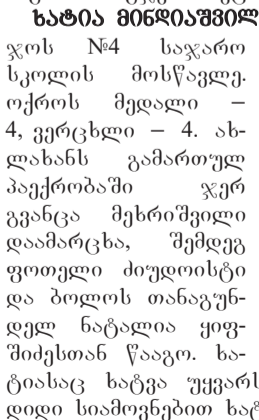 ხატია მინდიაშვილ
ჯოს №4 საჯარო
სკოლის მოსწავლე.
ოქროს მედალი –
4, ვერცხლი – 4. ახ-
ლახანს გამართულ
პაექრობაში ჯერ
გვანცა მეხრიშვილი
დაამარცხა, შემდეგ
ფოთელი ძიუდოისტი
და ბოლოს თანაგუნ-
დელ ნატალია ყიფ-
შიძესთან წააგო. ხა-
ტიასაც ხატვა უყვარს
დიდი სიამოვნებით